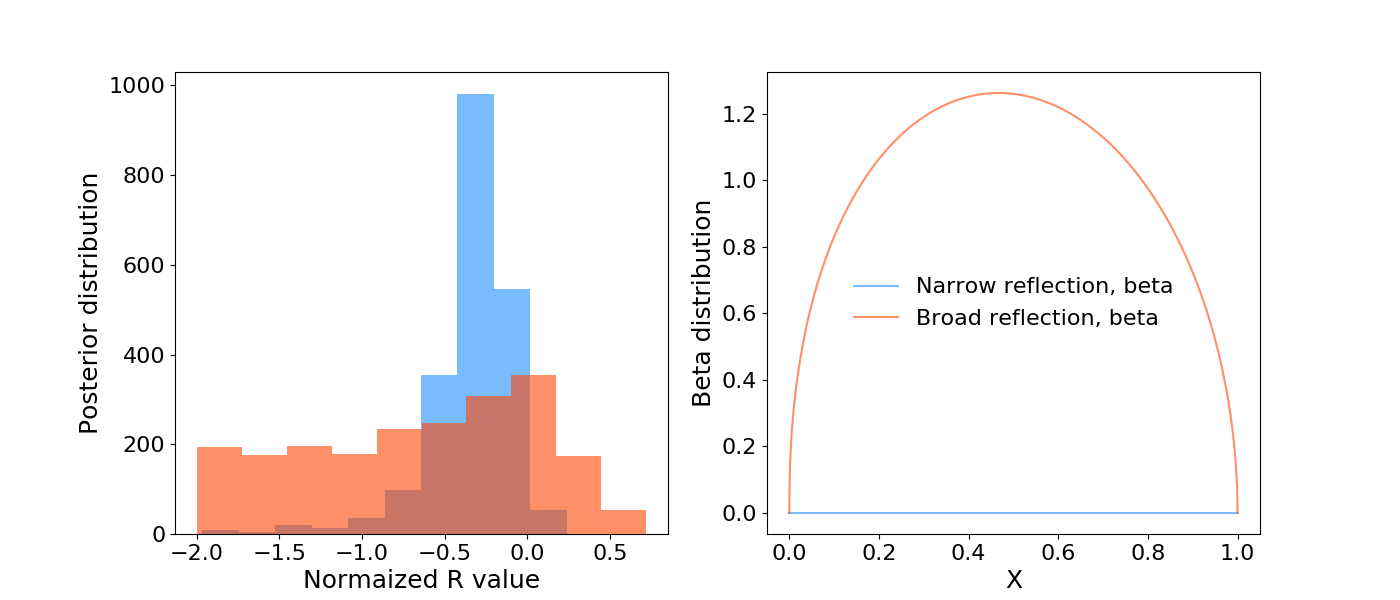 1000
800
600
400
200
0
Posterior distribution
−2.0 −1.5 −1.0 −0.5 0.0 0.5
Normaized R value
1.2
1.0
0.8
0.6
0.4
0.2
0.0
Beta distribution
Narrow reflection, beta
Broad reflection, beta
0.0 0.2 0.4 0.6 0.8 1.0
X